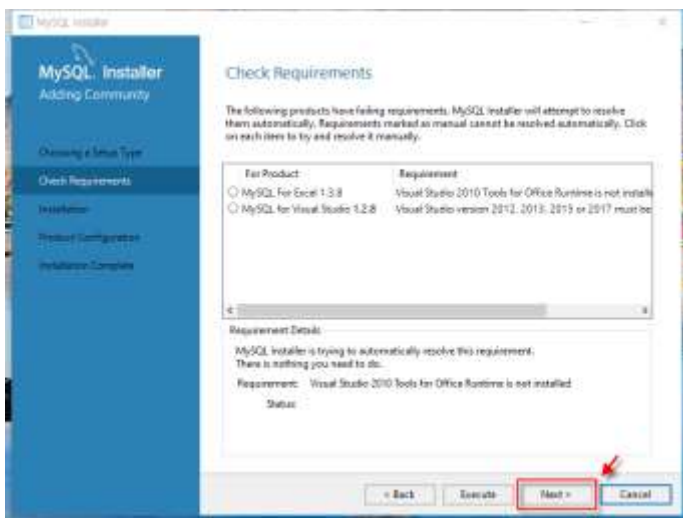 MySQL Installer
MySQL. Installer
Adding Community
Choosing a Setup Type
Check Requirements
Installation
Product Configuration
Installation Complete
Check Requirements
The following products have failing requirements. MySQL Installer will attempt to resolve
them automatically. Requirements marked as manual cannot be resolved automatically. Click
on each item to try and resolve it manually.
For Product Requirement
MySQL For Excel 1.3.8 Visual Studio 2010 Tools for Office Runtime is not installe
MySQL for Visual Studio 1.2.8 Visual Studio version 2012, 2013, 2015 or 2017 must be
Requirement Details
MySQL Installer is trying to automatically resolve this requirement.
There is nothing you need to do.
Requirement: Visual Studio 2010 Tools for Office Runtime is not installed
Status:
< Back Execute Next > Cancel